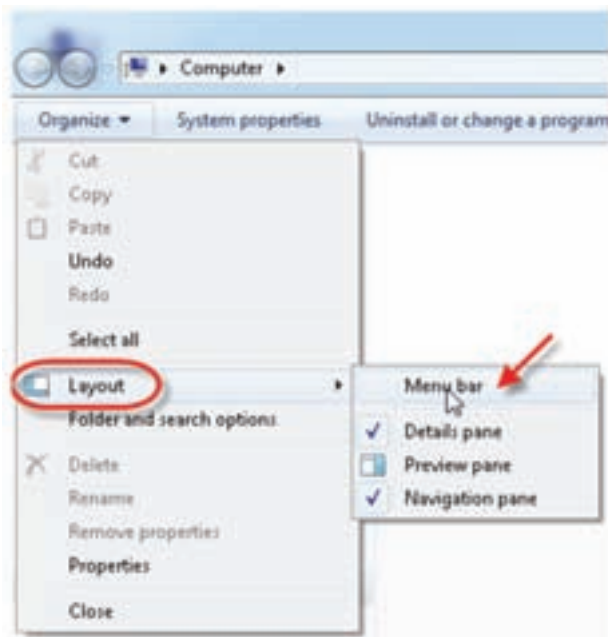 Computer
Organize System properties Uninstall or change a program
Cut
Copy
Paste
Undo
Redo
Select all
Layout
Folder and search options
Delete
Rename
Remove properties
Properties
Close
Menu bar
Details pane
Preview pane
Navigation pane